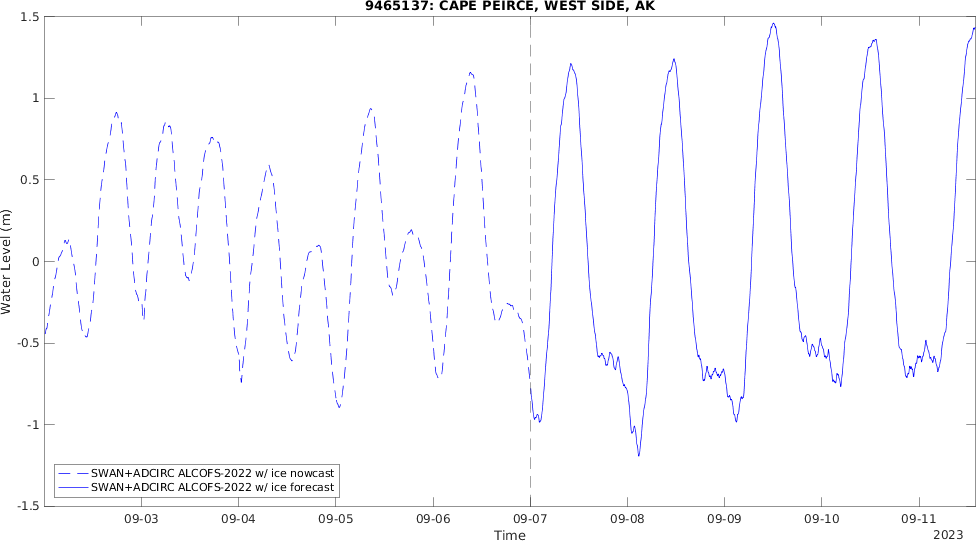 9465137: CAPE PEIRCE, WEST SIDE, AK
1.5
1
0.5
0
-0.5
-1
-1.5
Water Level (m)
SWAN+ADCIRC ALCOFS-2022 w/ ice nowcast
SWAN+ADCIRC ALCOFS-2022 w/ ice forecast
09-03 09-04 09-05 09-06 09-07 09-08 09-09 09-10 09-11
Time
2023